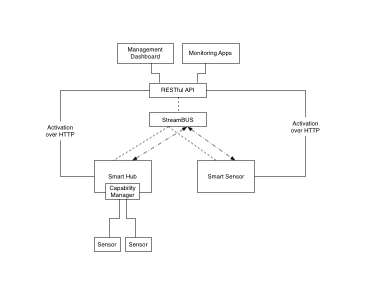 Management
Dashboard
Monitoring Apps
RESTful API
StreamBUS
Activation
over HTTP
Activation
over HTTP
Smart Hub
Smart Sensor
Capability
Manager
Sensor
Sensor